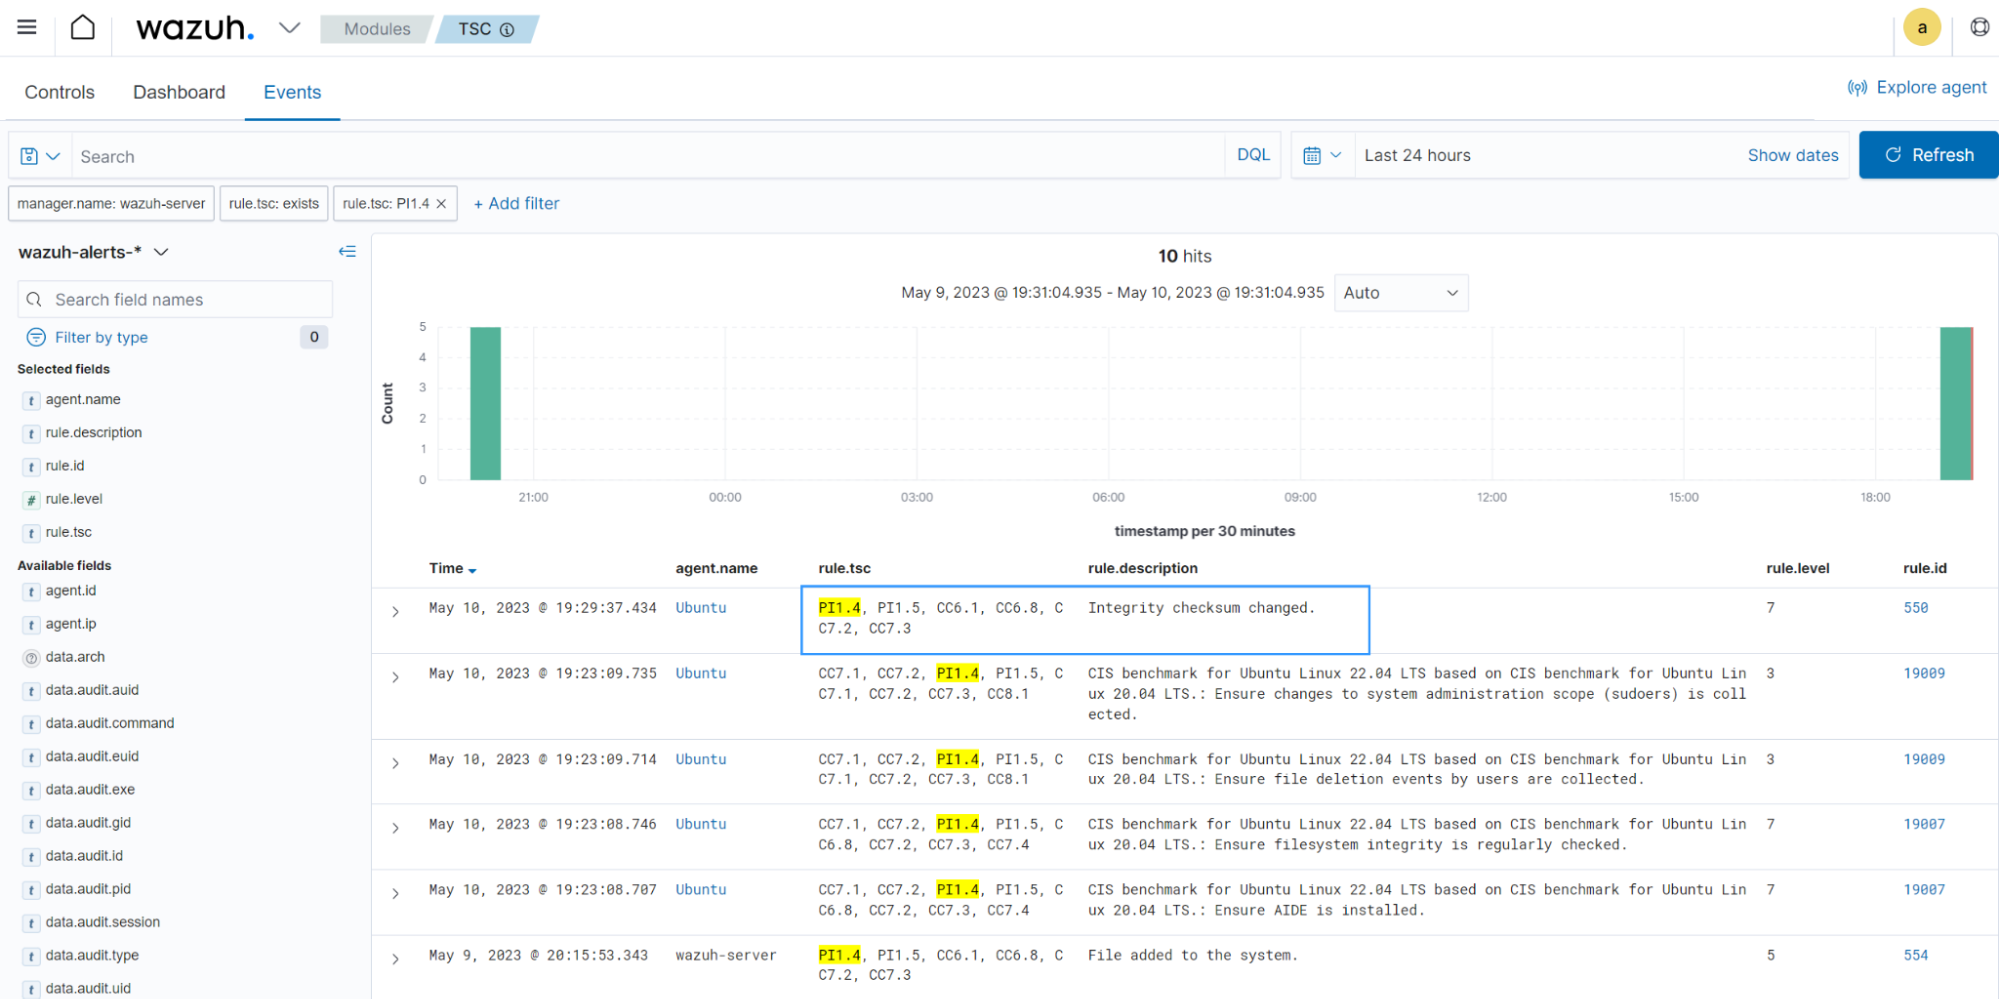 wazuh.
Modules
TSC
a
Controls
Dashboard
Events
Explore agent
Search
DQL
Last 24 hours
Show dates
Refresh
manager.name: wazuh-server
rule.tsc: exists
rule.tsc: PI1.4 ×
+ Add filter
wazuh-alerts-*
Search field names
Filter by type
0
Selected fields
t agent.name
t rule.description
t rule.id
# rule.level
t rule.tsc
Available fields
t agent.id
t agent.ip
? data.arch
t data.audit.auid
t data.audit.command
t data.audit.euid
t data.audit.exe
t data.audit.gid
t data.audit.id
t data.audit.pid
t data.audit.session
t data.audit.type
t data.audit.uid
10 hits
May 9, 2023 @ 19:31:04.935 - May 10, 2023 @ 19:31:04.935
Auto
Count
5
4
3
2
1
0
21:00
00:00
03:00
06:00
09:00
12:00
15:00
18:00
timestamp per 30 minutes
Time
agent.name
rule.tsc
rule.description
rule.level
rule.id
May 10, 2023 @ 19:29:37.434
Ubuntu
PI1.4, PI1.5, CC6.1, CC6.8, C
C7.2, CC7.3
Integrity checksum changed.
7
550
May 10, 2023 @ 19:23:09.735
Ubuntu
CC7.1, CC7.2, PI1.4, PI1.5, C
C7.1, CC7.2, CC7.3, CC8.1
CIS benchmark for Ubuntu Linux 22.04 LTS based on CIS benchmark for Ubuntu Lin
ux 20.04 LTS.: Ensure changes to system administration scope (sudoers) is coll
ected.
3
19009
May 10, 2023 @ 19:23:09.714
Ubuntu
CC7.1, CC7.2, PI1.4, PI1.5, C
C7.1, CC7.2, CC7.3, CC8.1
CIS benchmark for Ubuntu Linux 22.04 LTS based on CIS benchmark for Ubuntu Lin
ux 20.04 LTS.: Ensure file deletion events by users are collected.
3
19009
May 10, 2023 @ 19:23:08.746
Ubuntu
CC7.1, CC7.2, PI1.4, PI1.5, C
C6.8, CC7.2, CC7.3, CC7.4
CIS benchmark for Ubuntu Linux 22.04 LTS based on CIS benchmark for Ubuntu Lin
ux 20.04 LTS.: Ensure filesystem integrity is regularly checked.
7
19007
May 10, 2023 @ 19:23:08.707
Ubuntu
CC7.1, CC7.2, PI1.4, PI1.5, C
C6.8, CC7.2, CC7.3, CC7.4
CIS benchmark for Ubuntu Linux 22.04 LTS based on CIS benchmark for Ubuntu Lin
ux 20.04 LTS.: Ensure AIDE is installed.
7
19007
May 9, 2023 @ 20:15:53.343
wazuh-server
PI1.4, PI1.5, CC6.1, CC6.8, C
C7.2, CC7.3
File added to the system.
5
554